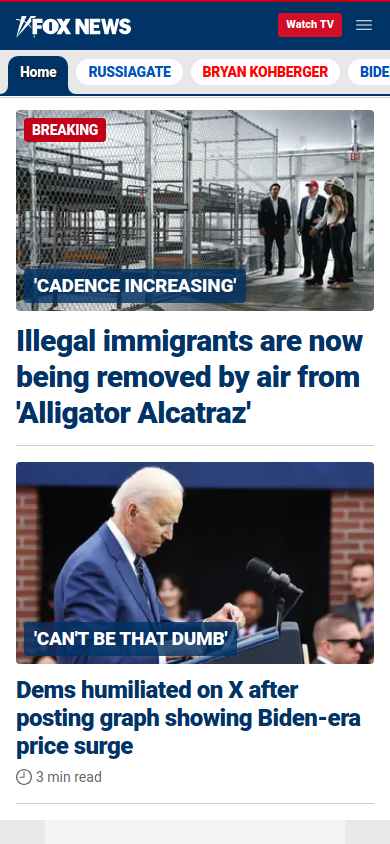 FOX NEWS
Watch TV
Home
RUSSIAGATE
BRYAN KOHBERGER
BIDE
BREAKING
EXIT
'CADENCE INCREASING'
Illegal immigrants are now
being removed by air from
'Alligator Alcatraz'
'CAN'T BE THAT DUMB'
Dems humiliated on X after
posting graph showing Biden-era
price surge
3 min read